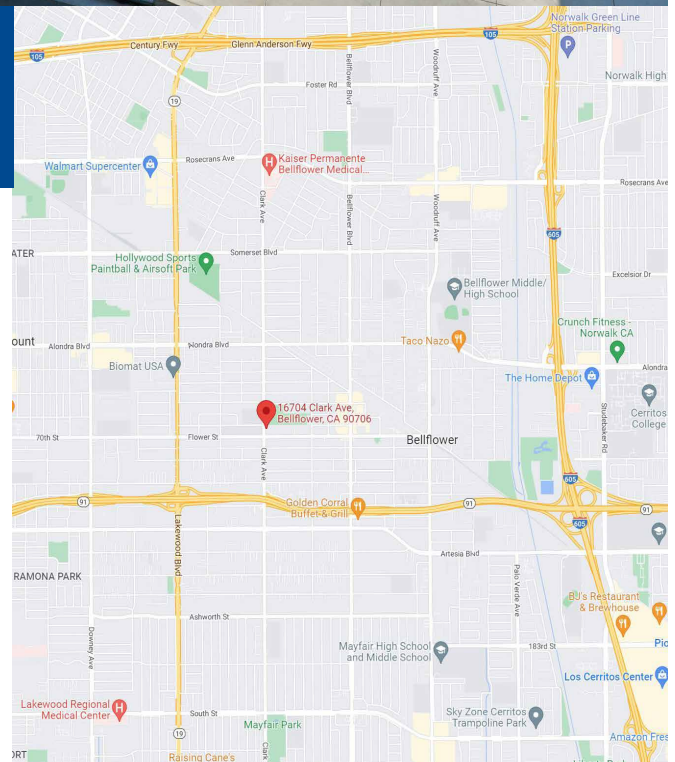 Norwalk Green Line
Station Parking
Century Fwy
Glenn Anderson Fwy
105
105
Norwalk High
Foster Rd
Bellflower Blvd
Woodruff Ave
19
Walmart Supercenter
Rosecrans Ave
Kaiser Permanente
Bellflower Medical...
Rosecrans Ave
Clark Ave
Bellflower Blvd
Woodruff Ave
605
ATER
Hollywood Sports
Paintball & Airsoft Park
Somerset Blvd
Excelsior Dr
Bellflower Middle/
High School
Crunch Fitness -
Norwalk CA
ount
Alondra Blvd
Alondra Blvd
Taco Nazo
Biomat USA
Alondra
The Home Depot
16704 Clark Ave,
Bellflower, CA 90706
Cerritos
College
Studebaker Rd
70th St
Flower St
Bellflower
Clark Ave
605
91
Golden Corral
Buffet & Grill
91
91
Lakewood Blvd
605
Artesia Blvd
RAMONA PARK
Palo Verde Ave
BJ's Restaurant
& Brewhouse
Ashworth St
Downey Ave
Mayfair High School
and Middle School
183rd St
Pio
Los Cerritos Center
Lakewood Regional
Medical Center
South St
Mayfair Park
Sky Zone Cerritos
Trampoline Park
19
Clark
Amazon Fres
ORT
Raising Cane's